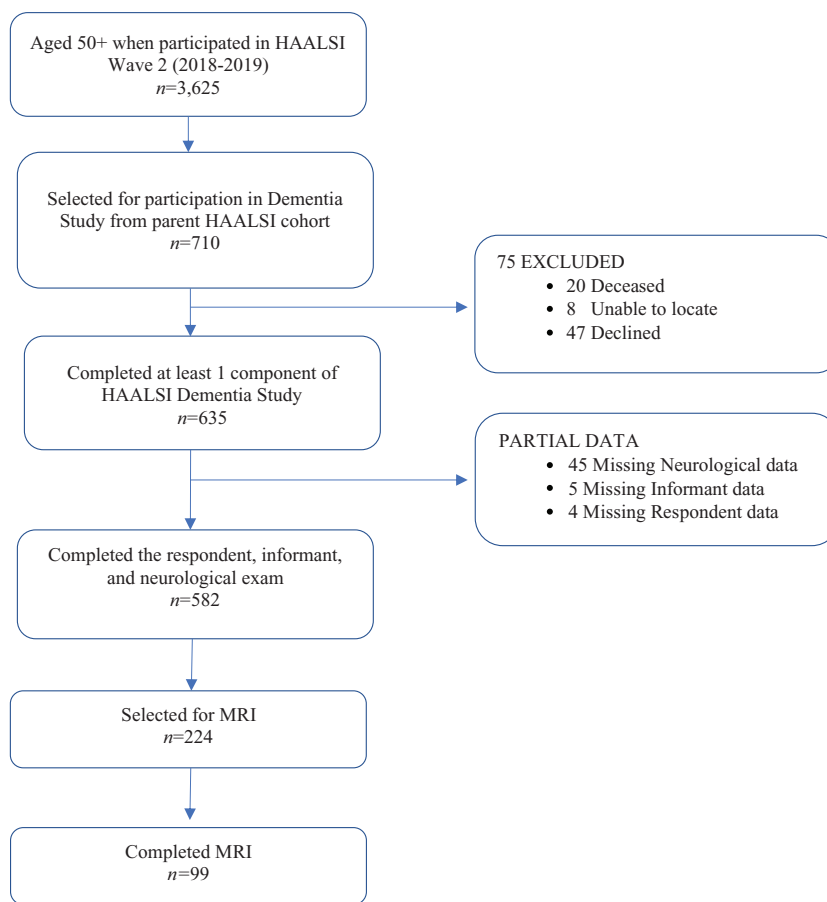 Aged 50+ when participated in HAALSI
Wave 2 (2018-2019)
n=3,625
Selected for participation in Dementia
Study from parent HAALSI cohort
n=710
75 EXCLUDED
• 20 Deceased
• 8 Unable to locate
• 47 Declined
Completed at least 1 component of
HAALSI Dementia Study
n=635
PARTIAL DATA
• 45 Missing Neurological data
• 5 Missing Informant data
• 4 Missing Respondent data
Completed the respondent, informant,
and neurological exam
n=582
Selected for MRI
n=224
Completed MRI
n=99